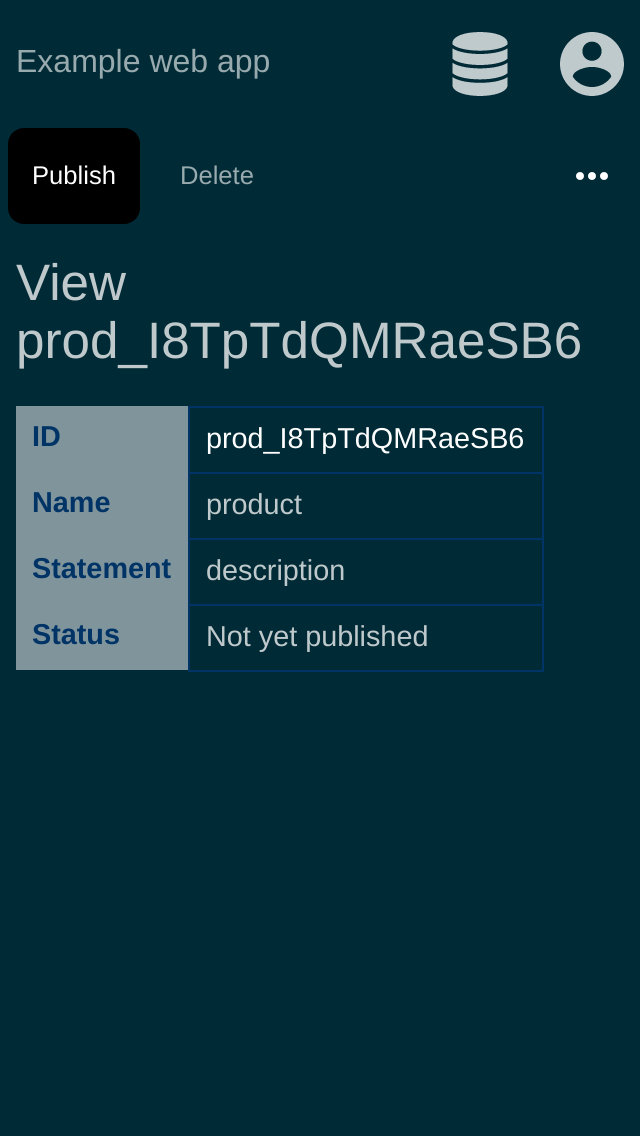 Example web app
Publish Delete
View
prod_I8TpTdQMRaeSB6
ID prod_I8TpTdQMRaeSB6
Name product
Statement description
Status Not yet published